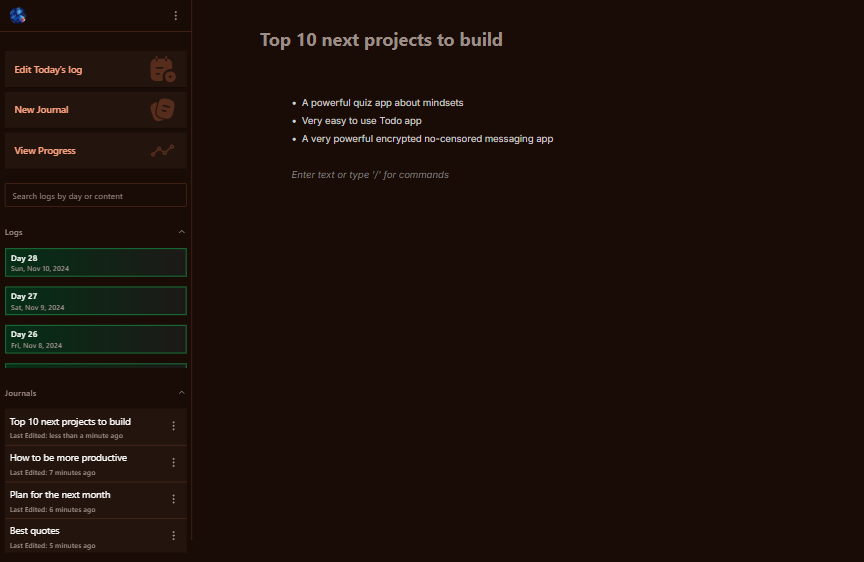 Edit Today's log
New Journal
View Progress
Search logs by day or content
Logs
Day 28
Sun, Nov 10, 2024
Day 27
Sat, Nov 9, 2024
Day 26
Fri, Nov 8, 2024
Journals
Top 10 next projects to build
Last Edited: less than a minute ago
How to be more productive
Last Edited: 7 minutes ago
Plan for the next month
Last Edited: 6 minutes ago
Best quotes
Last Edited: 5 minutes ago
Top 10 next projects to build
• A powerful quiz app about mindsets
• Very easy to use Todo app
• A very powerful encrypted no-censored messaging app
Enter text or type '/' for commands